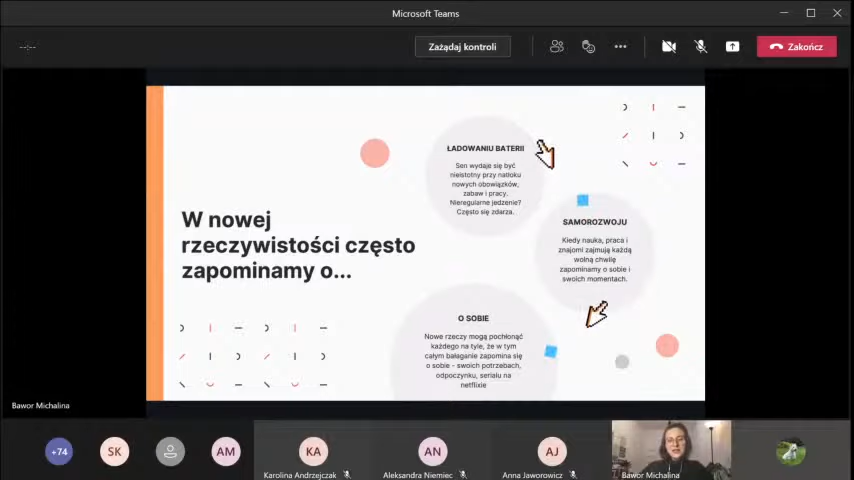 Microsoft Teams
--:--
Zażądaj kontroli
Zakończ
W nowej
rzeczywistości często
zapominamy o...
ŁADOWANIU BATERII
Sen wydaje się być
nieistotny przy natłoku
nowych obowiązków,
zabaw i pracy.
Nieregularne jedzenie?
Często się zdarza.
SAMOROZWOJU
Kiedy nauka, praca i
znajomi zajmują każdą
wolną chwilę
zapominamy o sobie i
swoich momentach.
O SOBIE
Nowe rzeczy mogą pochłonąć
każdego na tyle, że w tym
całym bałaganie zapomina się
o sobie - swoich potrzebach,
odpoczynku, serialu na
netflixie
Bawor Michalina
+74
SK
AM
KA
Karolina Andrzejczak
AN
Aleksandra Niemiec
AJ
Anna Jaworowicz
Bawor Michalina